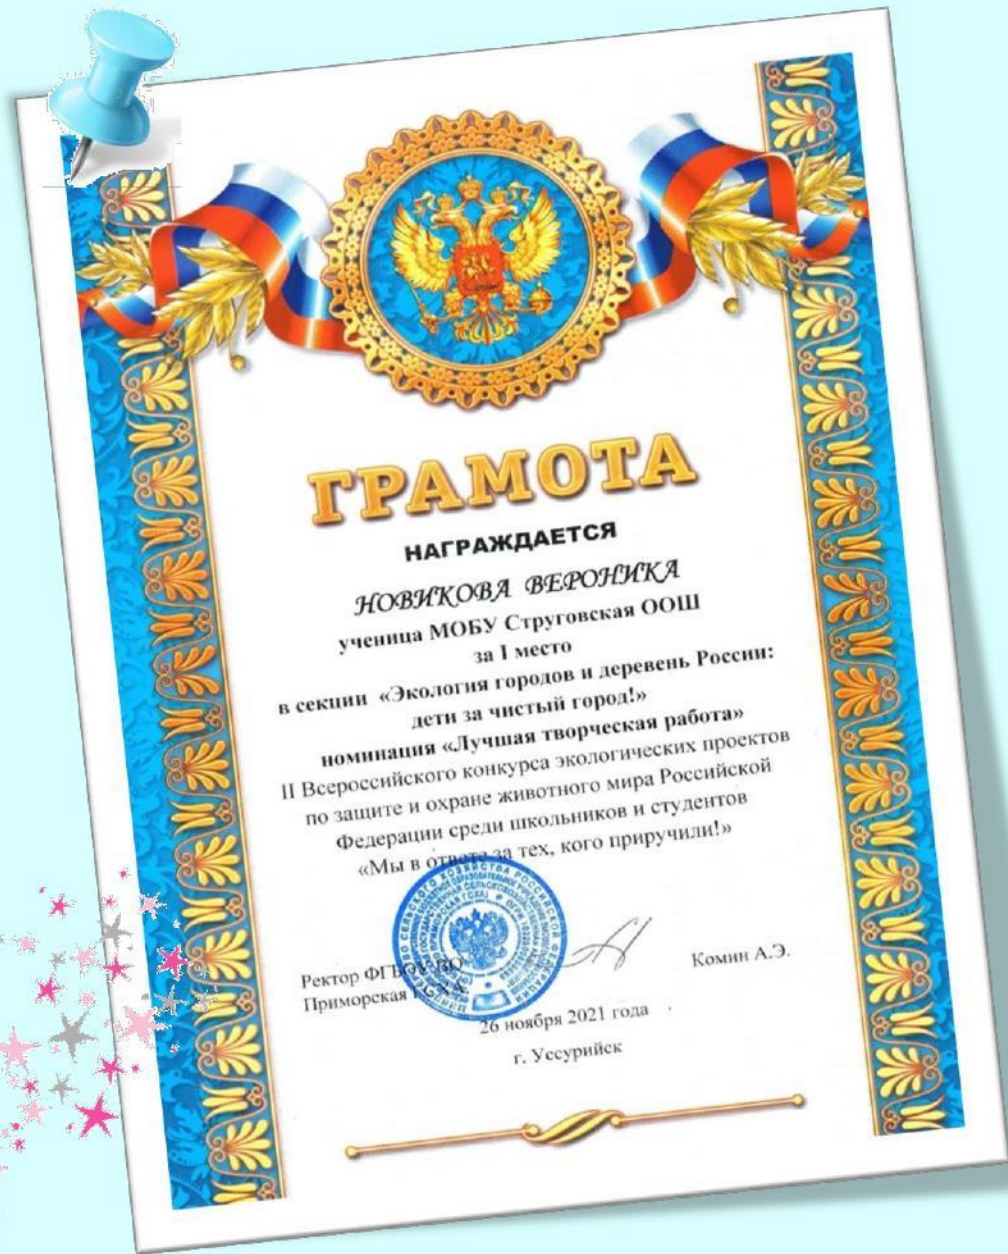 ГРАМОТА
НАГРАЖДАЕТСЯ
НОВИКОВА ВЕРОНИКА
ученица МОБУ Струговская ООШ
за I место
в секции «Экология городов и деревень России:
дети за чистый город!»
номинация «Лучшая творческая работа»
II Всероссийского конкурса экологических проектов
по защите и охране животного мира Российской
Федерации среди школьников и студентов
«Мы в ответе за тех, кого приручили!»
Ректор ФГБОУ ВО
Приморская ГСХА
Комин А.Э.
26 ноября 2021 года
г. Уссурийск